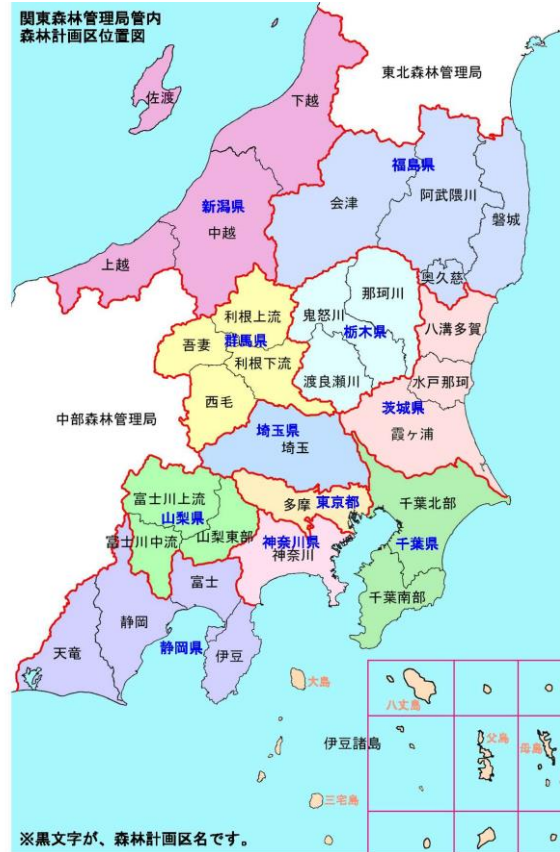 関東森林管理局管内
森林計画区位置図
東北森林管理局
佐渡
下越
福島県
新潟県
会津
阿武隈川
磐城
中越
上越
奥久慈
那珂川
利根上流
鬼怒川
八溝多賀
栃木県
吾妻
群馬県
利根下流
渡良瀬川
水戸那珂
西毛
茨城県
中部森林管理局
埼玉県
埼玉
霞ヶ浦
富士川上流
多摩
東京都
千葉北部
山梨県
富士川中流
山梨東部
神奈川県
神奈川
千葉県
富士
千葉南部
静岡
天竜
静岡県
伊豆
大島
八丈島
伊豆諸島
父島
母島
三宅島
※黒文字が、森林計画区名です。